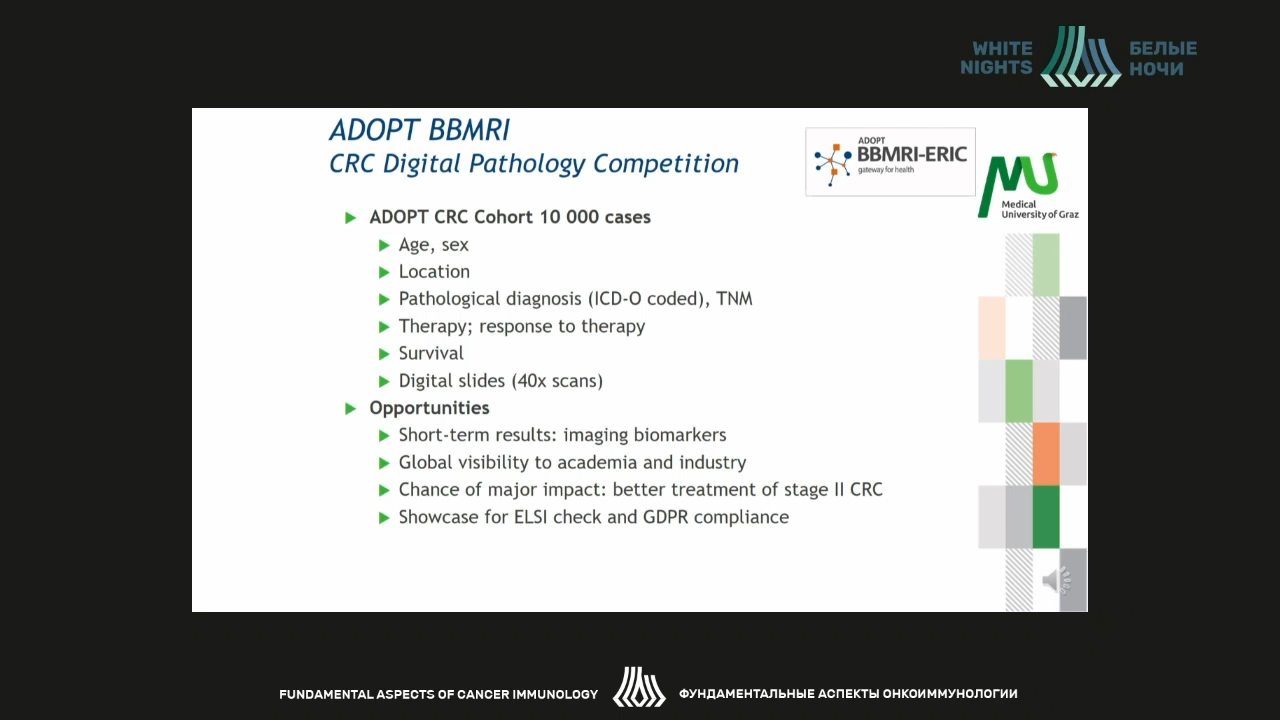 WHITE
NIGHTS
БЕЛЫЕ
НОЧИ
ADOPT BBMRI
CRC Digital Pathology Competition
ADOPT
BBMRI-ERIC
gateway for health
Medical
University of Graz
ADOPT CRC Cohort 10 000 cases
Age, sex
Location
Pathological diagnosis (ICD-O coded), TNM
Therapy; response to therapy
Survival
Digital slides (40x scans)
Opportunities
Short-term results: imaging biomarkers
Global visibility to academia and industry
Chance of major impact: better treatment of stage II CRC
Showcase for ELSI check and GDPR compliance
FUNDAMENTAL ASPECTS OF CANCER IMMUNOLOGY
ФУНДАМЕНТАЛЬНЫЕ АСПЕКТЫ ОНКОИММУНОЛОГИИ